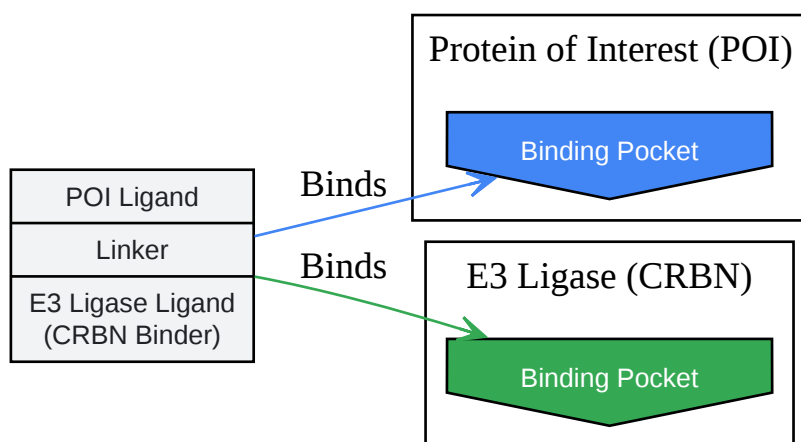 Protein of Interest (POI)
Binding Pocket
Binds
POI Ligand
Linker
E3 Ligase Ligand
(CRBN Binder)
Binds
E3 Ligase (CRBN)
Binding Pocket